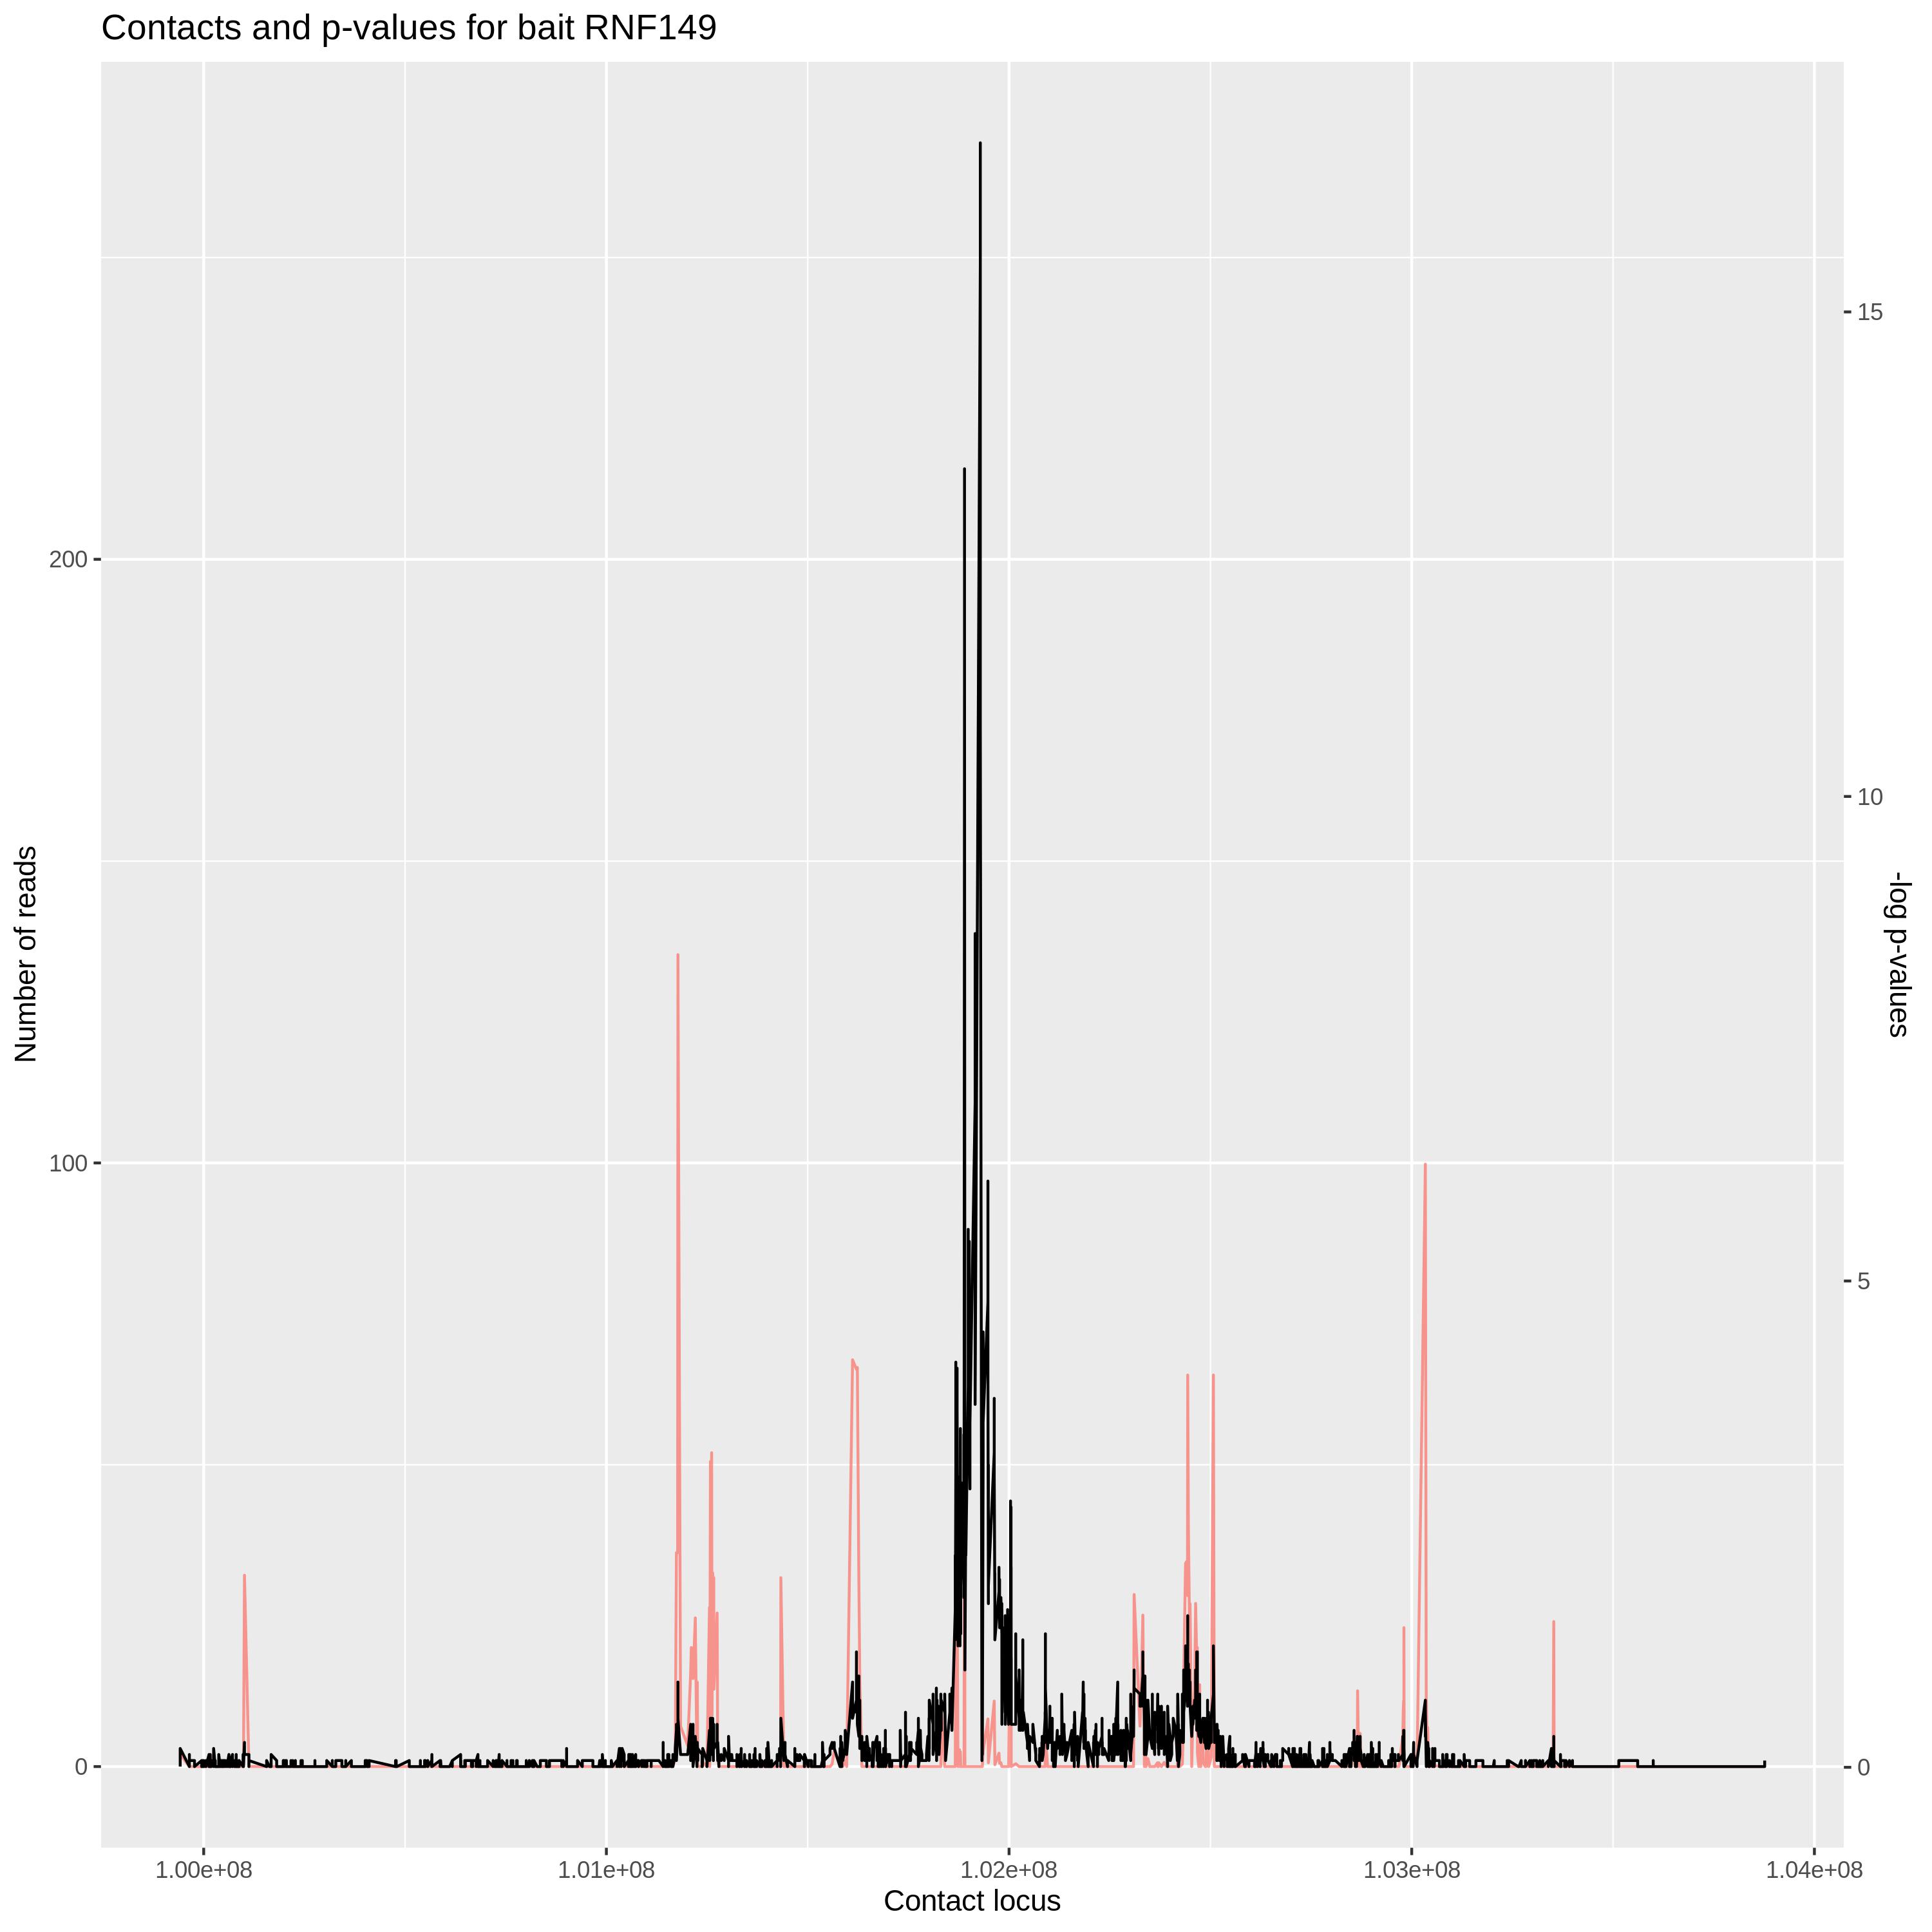 Contacts and p-values for bait RNF149
Number of reads
200
100
0
15
10
5
0
-log p-values
1.00e+08 1.01e+08 1.02e+08 1.03e+08 1.04e+08
Contact locus